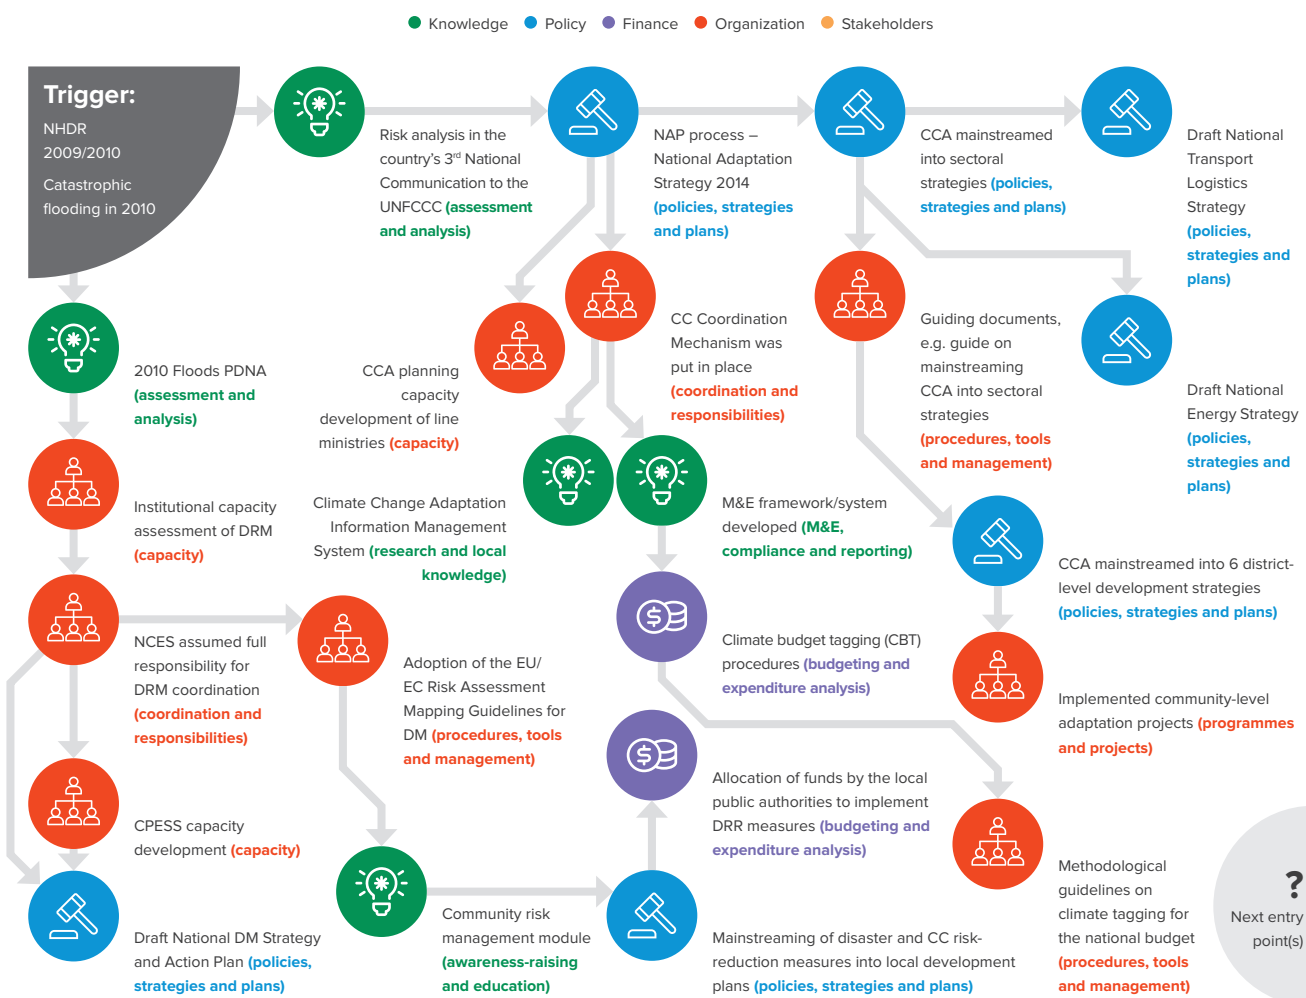 Knowledge Policy Finance Organization Stakeholders
Trigger:
NHDR
2009/2010
Catastrophic
flooding in 2010
Risk analysis in the
country's 3rd National
Communication to the
UNFCCC (assessment
and analysis)
NAP process –
National Adaptation
Strategy 2014
(policies, strategies
and plans)
CCA mainstreamed
into sectoral
strategies (policies,
strategies and plans)
Draft National
Transport
Logistics
Strategy
(policies,
strategies and
plans)
2010 Floods PDNA
(assessment and
analysis)
CCA planning
capacity
development of line
ministries (capacity)
CC Coordination
Mechanism was
put in place
(coordination and
responsibilities)
Guiding documents,
e.g. guide on
mainstreaming
CCA into sectoral
strategies
(procedures, tools
and management)
Draft National
Energy Strategy
(policies,
strategies and
plans)
Institutional capacity
assessment of DRM
(capacity)
Climate Change Adaptation
Information Management
System (research and local
knowledge)
M&E framework/system
developed (M&E,
compliance and reporting)
CCA mainstreamed into 6 district-
level development strategies
(policies, strategies and plans)
NCES assumed full
responsibility for
DRM coordination
(coordination and
responsibilities)
Adoption of the EU/
EC Risk Assessment
Mapping Guidelines for
DM (procedures, tools
and management)
Climate budget tagging (CBT)
procedures (budgeting and
expenditure analysis)
Implemented community-level
adaptation projects (programmes
and projects)
CPESS capacity
development (capacity)
Allocation of funds by the local
public authorities to implement
DRR measures (budgeting and
expenditure analysis)
Methodological
guidelines on
climate tagging for
the national budget
(procedures, tools
and management)
?
Next entry
point(s)
Draft National DM Strategy
and Action Plan (policies,
strategies and plans)
Community risk
management module
(awareness-raising
and education)
Mainstreaming of disaster and CC risk-
reduction measures into local development
plans (policies, strategies and plans)